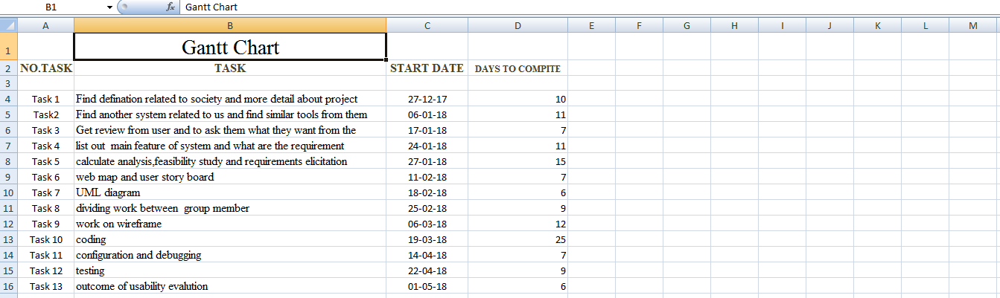 B1 fx Gantt Chart
A B C D E F G H I J K L M
1 Gantt Chart
2 NO.TASK TASK START DATE DAYS TO COMPITE
3
4 Task 1 Find defination related to society and more detail about project 27-12-17 10
5 Task2 Find another system related to us and find similar tools from them 06-01-18 11
6 Task 3 Get review from user and to ask them what they want from the 17-01-18 7
7 Task 4 list out main feature of system and what are the requirement 24-01-18 11
8 Task 5 calculate analysis,feasibility study and requirements elicitation 27-01-18 15
9 Task 6 web map and user story board 11-02-18 7
10 Task 7 UML diagram 18-02-18 6
11 Task 8 dividing work between group member 25-02-18 9
12 Task 9 work on wireframe 06-03-18 12
13 Task 10 coding 19-03-18 25
14 Task 11 configuration and debugging 14-04-18 7
15 Task 12 testing 22-04-18 9
16 Task 13 outcome of usability evalution 01-05-18 6